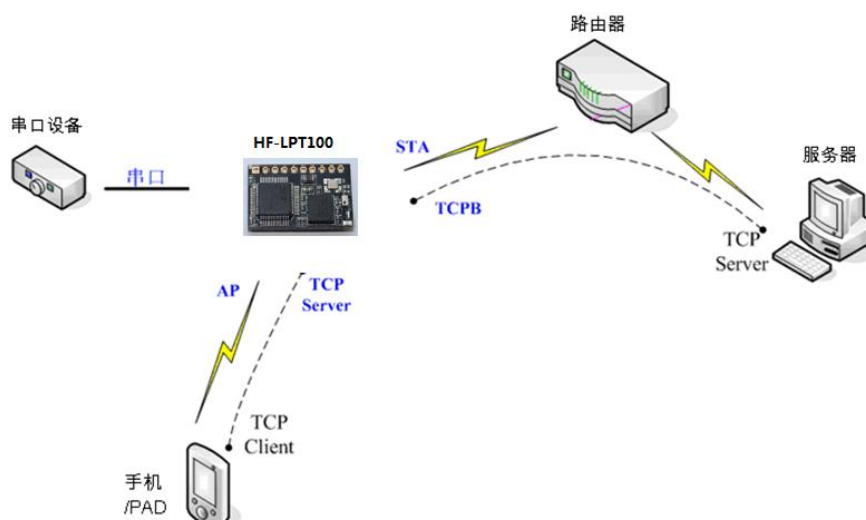 路由器
串口设备
HF-LPT100
STA
服务器
串口
TCPB
TCP
Server
AP
TCP
Server
TCP
Client
手机
/PAD